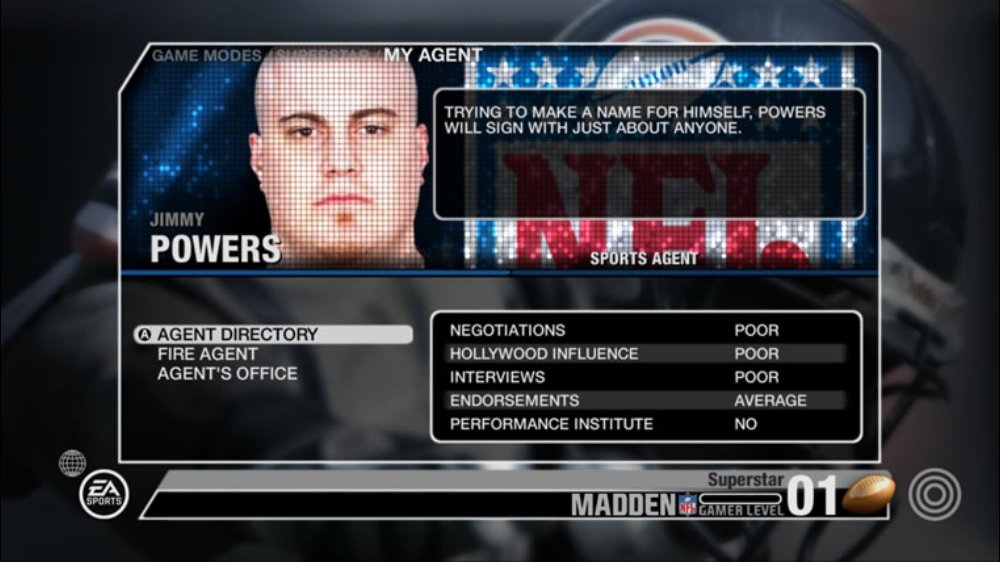 GAME MODES / SUPERSTAR / MY AGENT
TRYING TO MAKE A NAME FOR HIMSELF, POWERS
WILL SIGN WITH JUST ABOUT ANYONE.
JIMMY
POWERS
NFL
SPORTS AGENT
A AGENT DIRECTORY
FIRE AGENT
AGENT'S OFFICE
NEGOTIATIONS POOR
HOLLYWOOD INFLUENCE POOR
INTERVIEWS POOR
ENDORSEMENTS AVERAGE
PERFORMANCE INSTITUTE NO
EA
SPORTS
Superstar
MADDEN NFL GAMER LEVEL 01